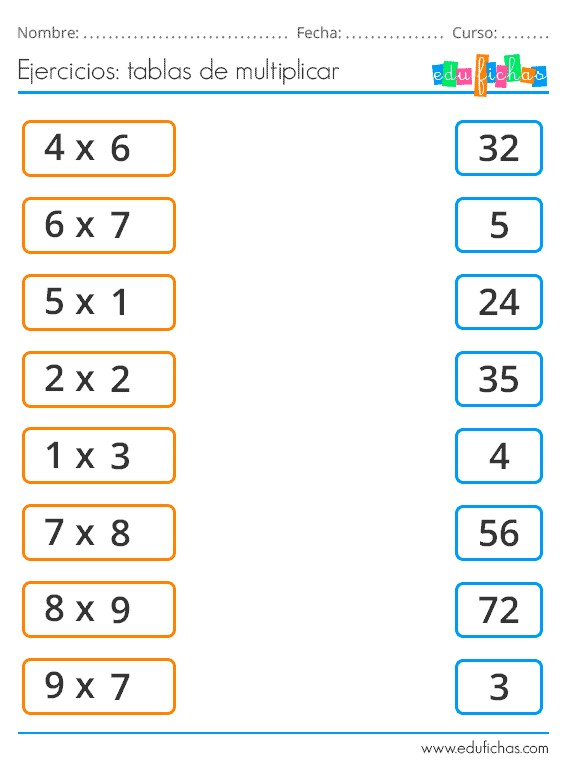 Nombre: ................................ Fecha: ................ Curso: ........
Ejercicios: tablas de multiplicar edufichas
4 x 6 32
6 x 7 5
5 x 1 24
2 x 2 35
1 x 3 4
7 x 8 56
8 x 9 72
9 x 7 3
www.edufichas.com